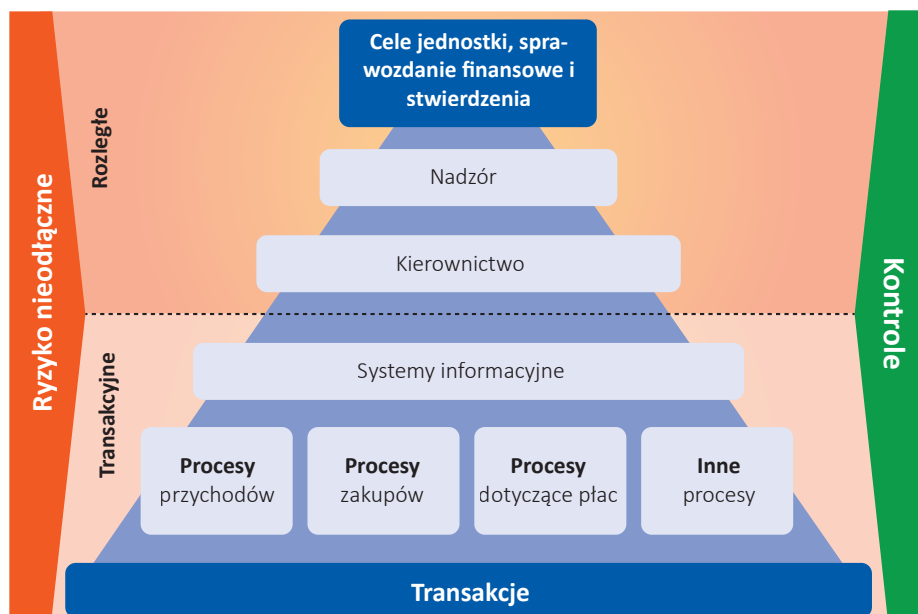 Cele jednostki, spra-
wozdanie finansowe i
stwierdzenia
Rozległe
Nadzór
Kierownictwo
Ryzyko nieodłączne
Kontrole
Transakcyjne
Systemy informacyjne
Procesy
przychodów
Procesy
zakupów
Procesy
dotyczące płac
Inne
procesy
Transakcje